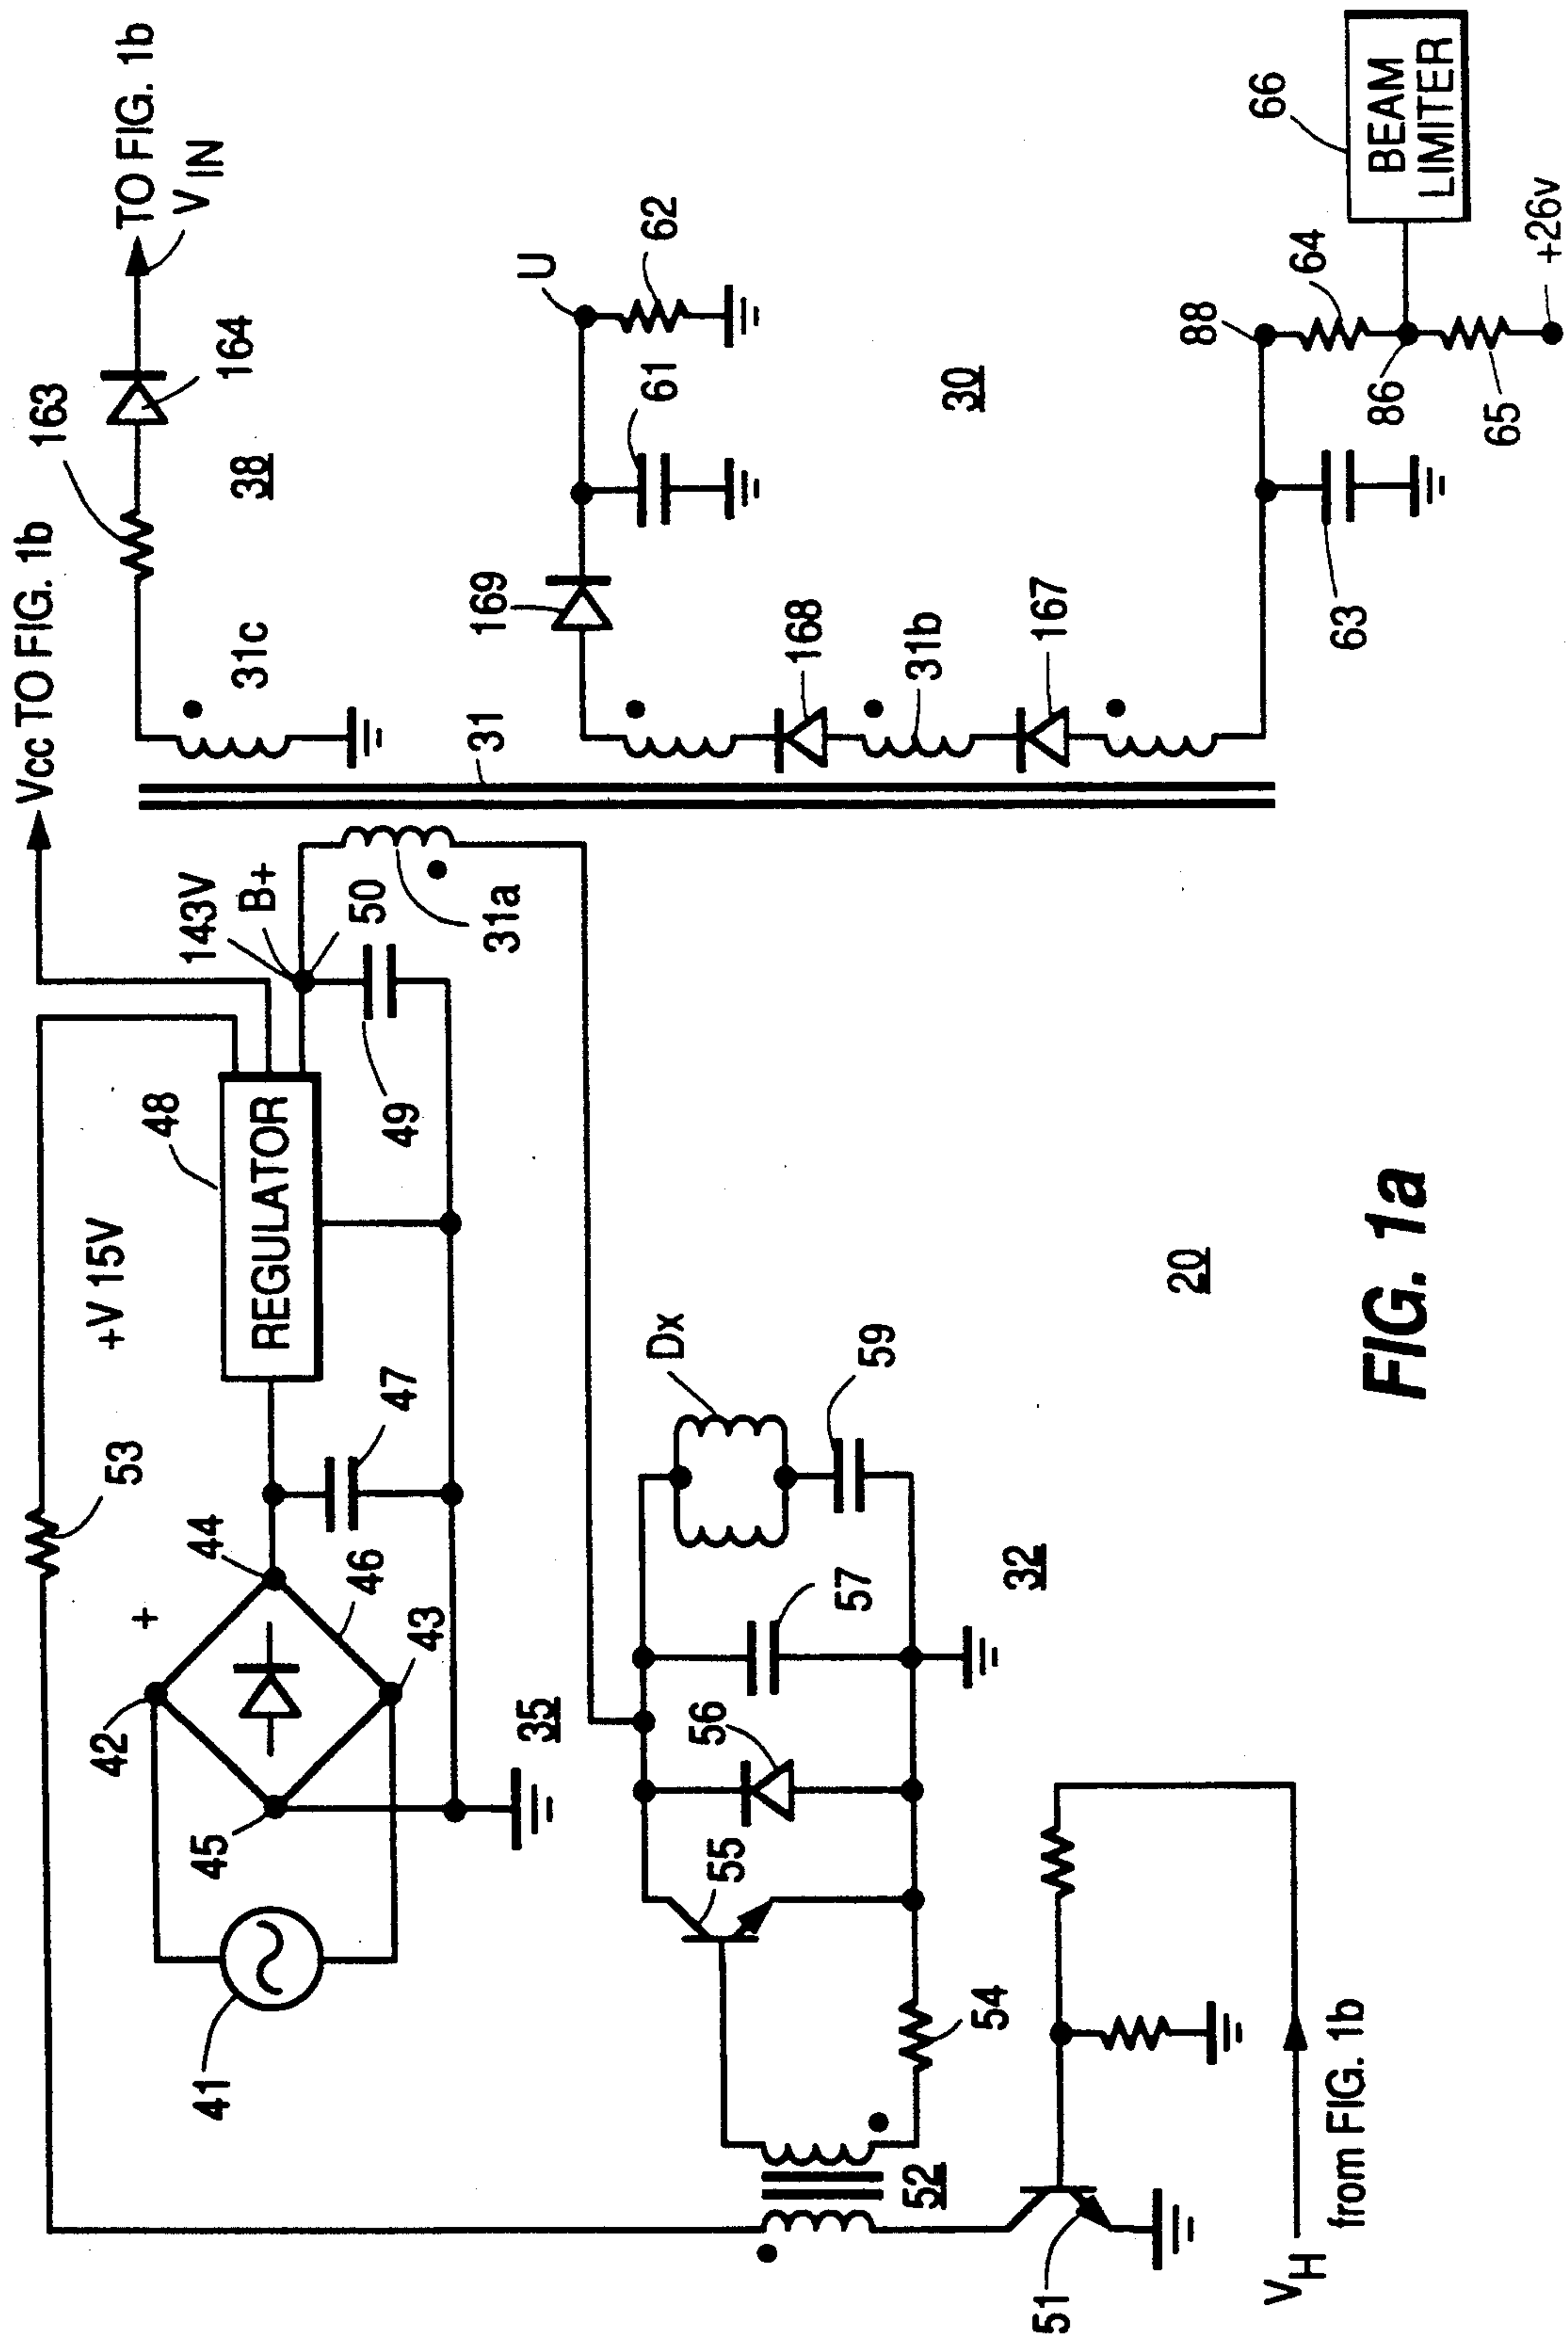 Vcc TO FIG. 1b
TO FIG. 1b
VIN
163
164
38
31c
53
+V 15V
48
REGULATOR
143V
B+
50
49
31a
31
42
+
44
46
43
45
41
47
35
169
U
61
62
30
168
31b
167
88
66
BEAM
LIMITER
64
86
65
+26v
63
Dx
59
57
56
55
32
54
52
51
VH
from FIG. 1b
20
FIG. 1a